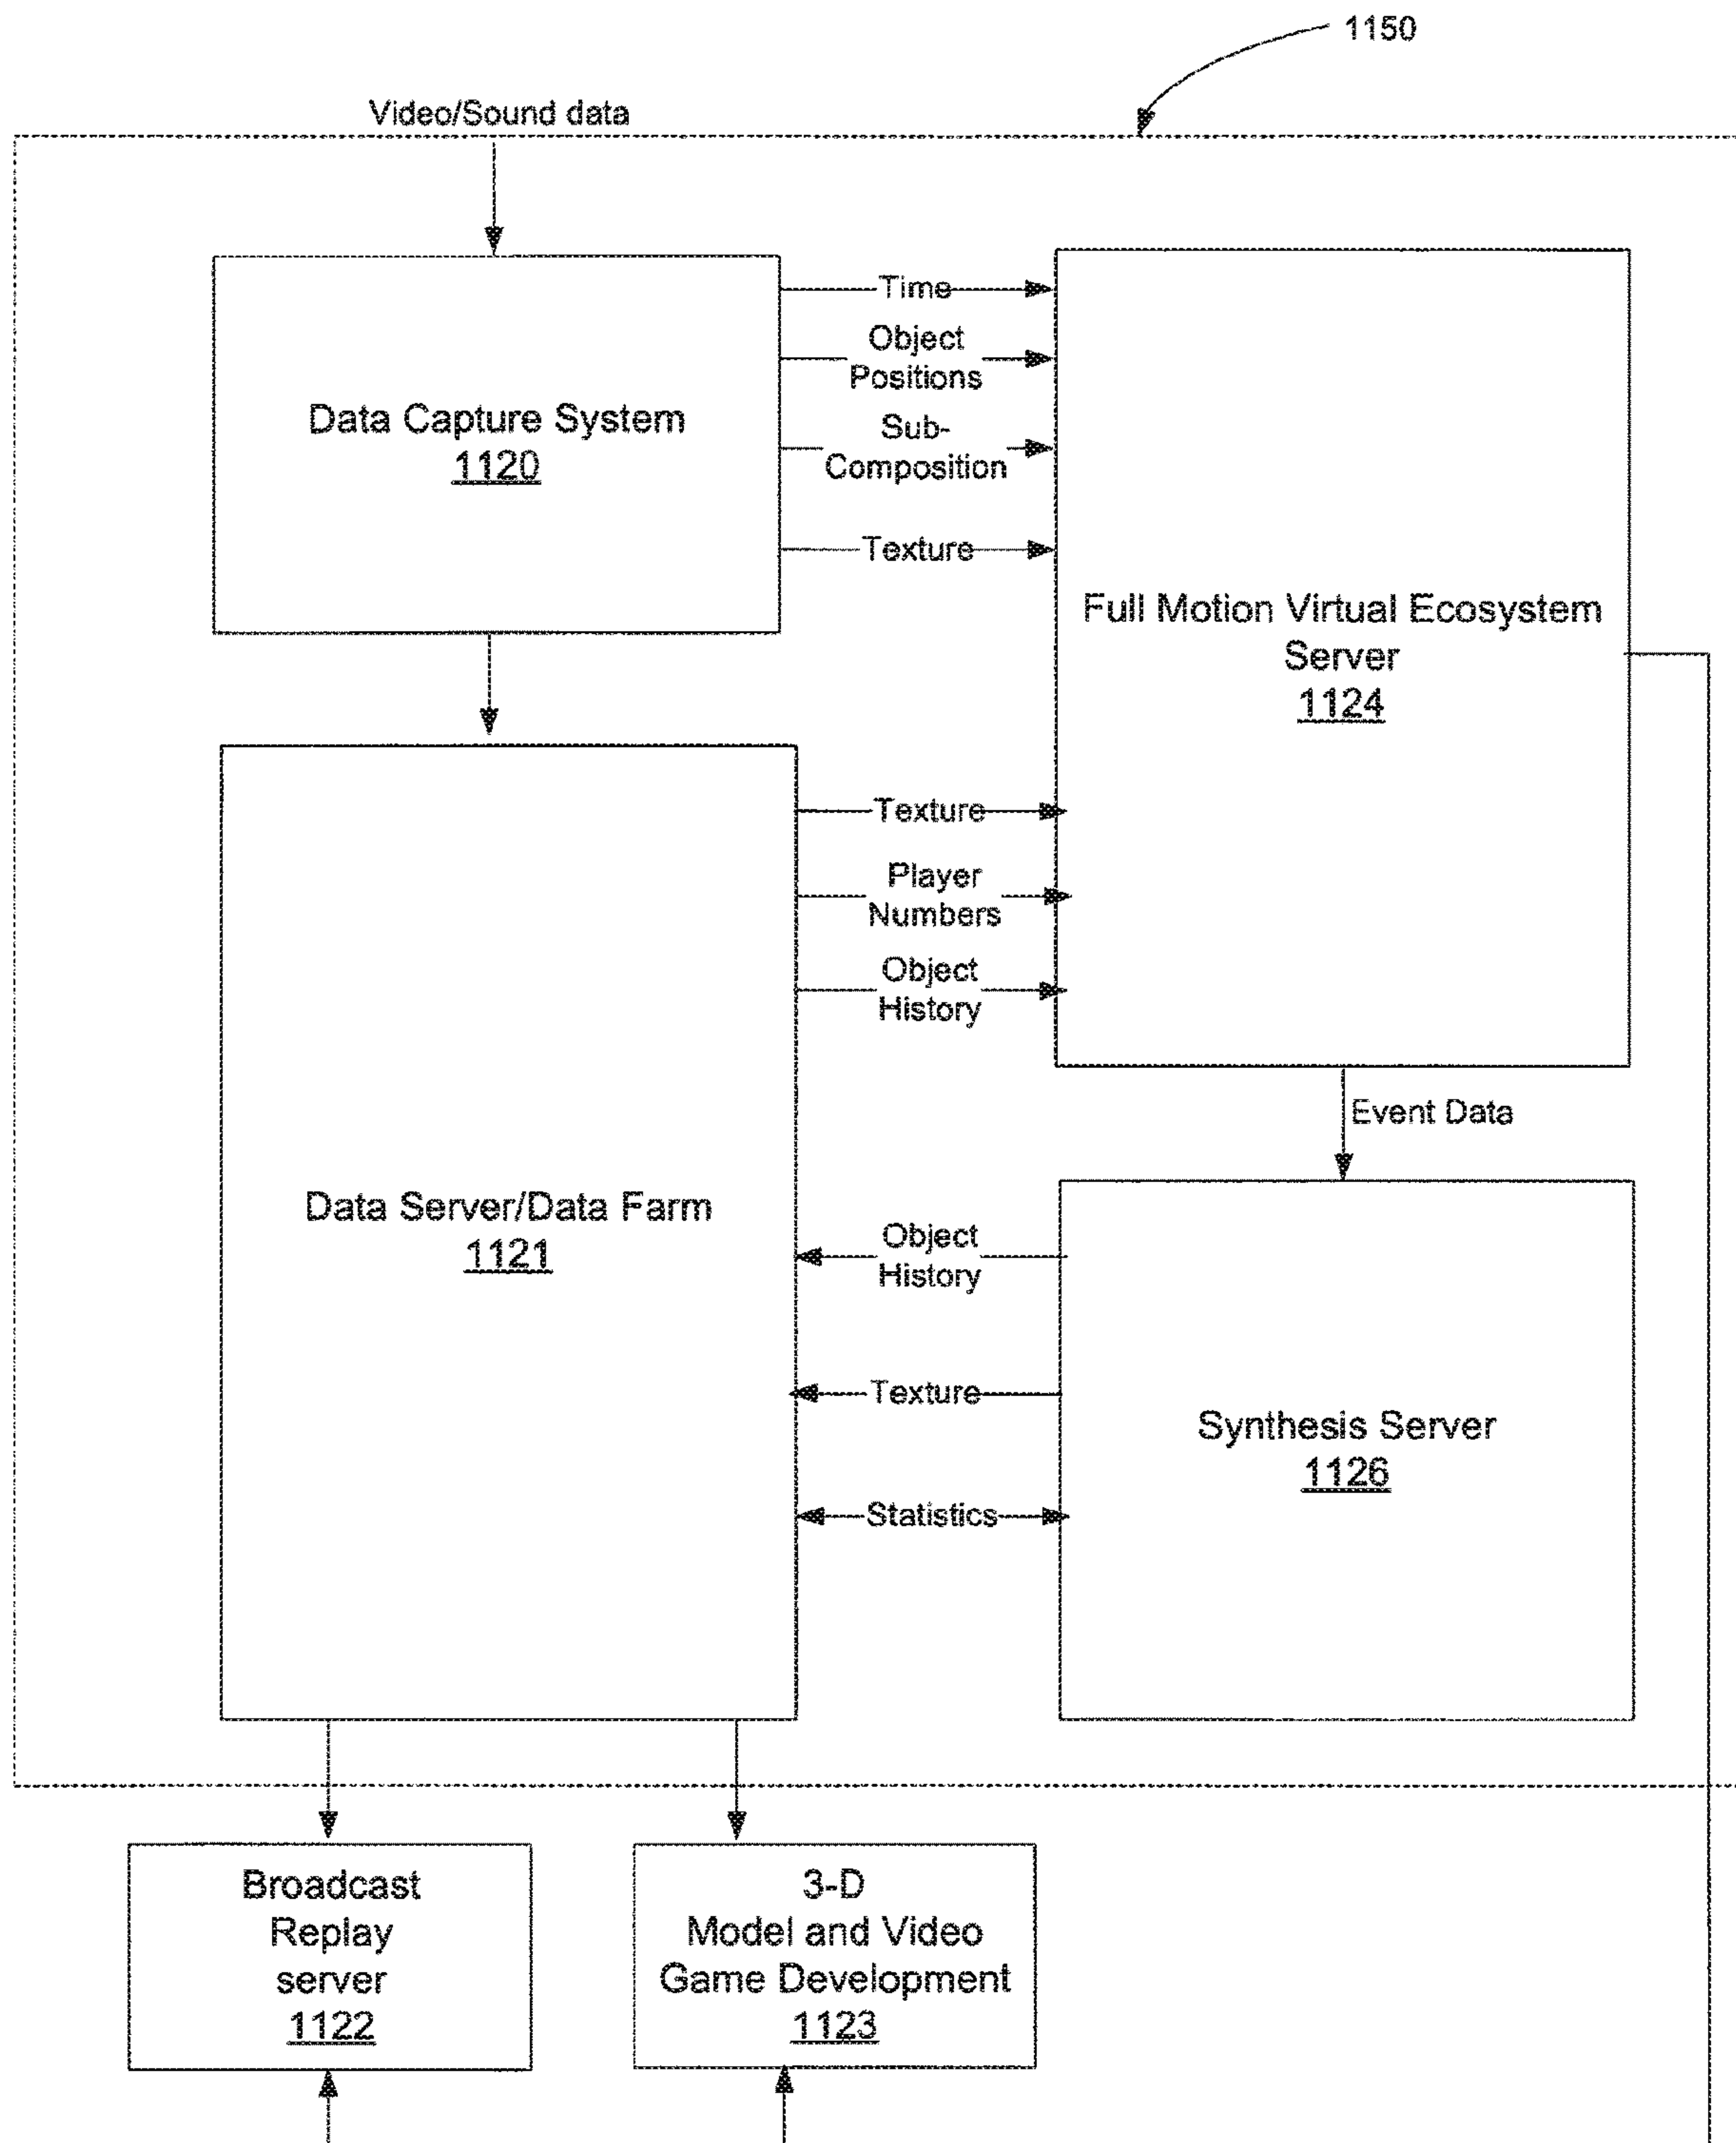 1150
Video/Sound data
Data Capture System
1120
Time
Object
Positions
Sub-
Composition
Texture
Full Motion Virtual Ecosystem
Server
1124
Texture
Player
Numbers
Object
History
Event Data
Data Server/Data Farm
1121
Object
History
Texture
Statistics
Synthesis Server
1126
Broadcast
Replay
server
1122
3-D
Model and Video
Game Development
1123